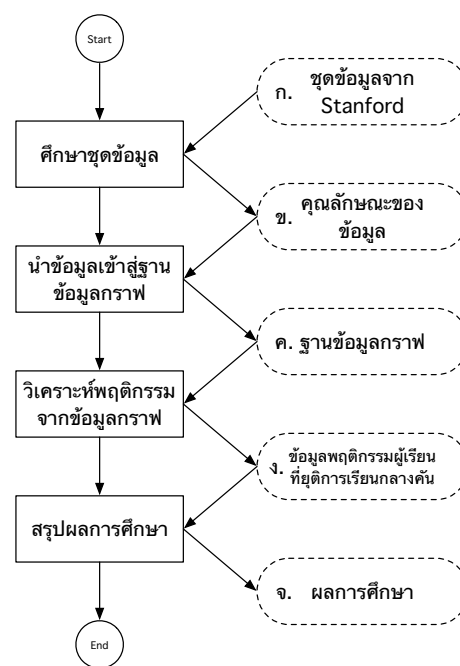 Start
ก. ชุดข้อมูลจาก
Stanford
ศึกษาชุดข้อมูล
ข. คุณลักษณะของ
ข้อมูล
นำข้อมูลเข้าสู่ฐาน
ข้อมูลกราฟ
ค. ฐานข้อมูลกราฟ
วิเคราะห์พฤติกรรม
จากข้อมูลกราฟ
ง. ข้อมูลพฤติกรรมผู้เรียน
ที่ยุติการเรียนกลางคัน
สรุปผลการศึกษา
จ. ผลการศึกษา
End